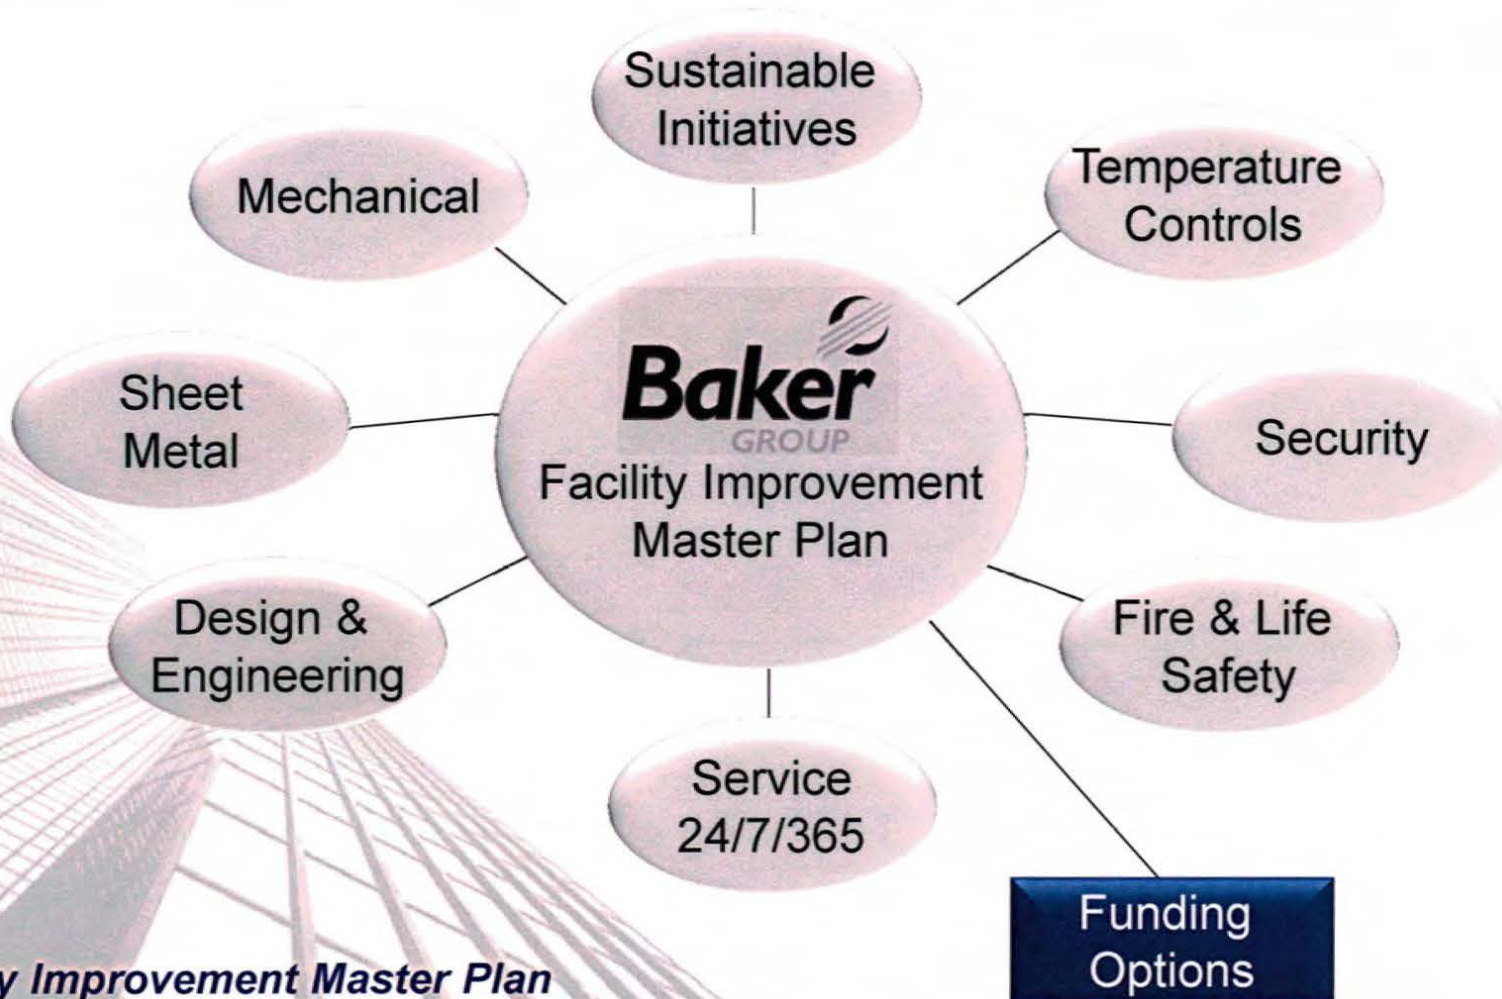 Sustainable
Initiatives
Mechanical
Temperature
Controls
Baker
GROUP
Facility Improvement
Master Plan
Sheet
Metal
Security
Design &
Engineering
Fire & Life
Safety
Service
24/7/365
Funding
Options
y Improvement Master Plan